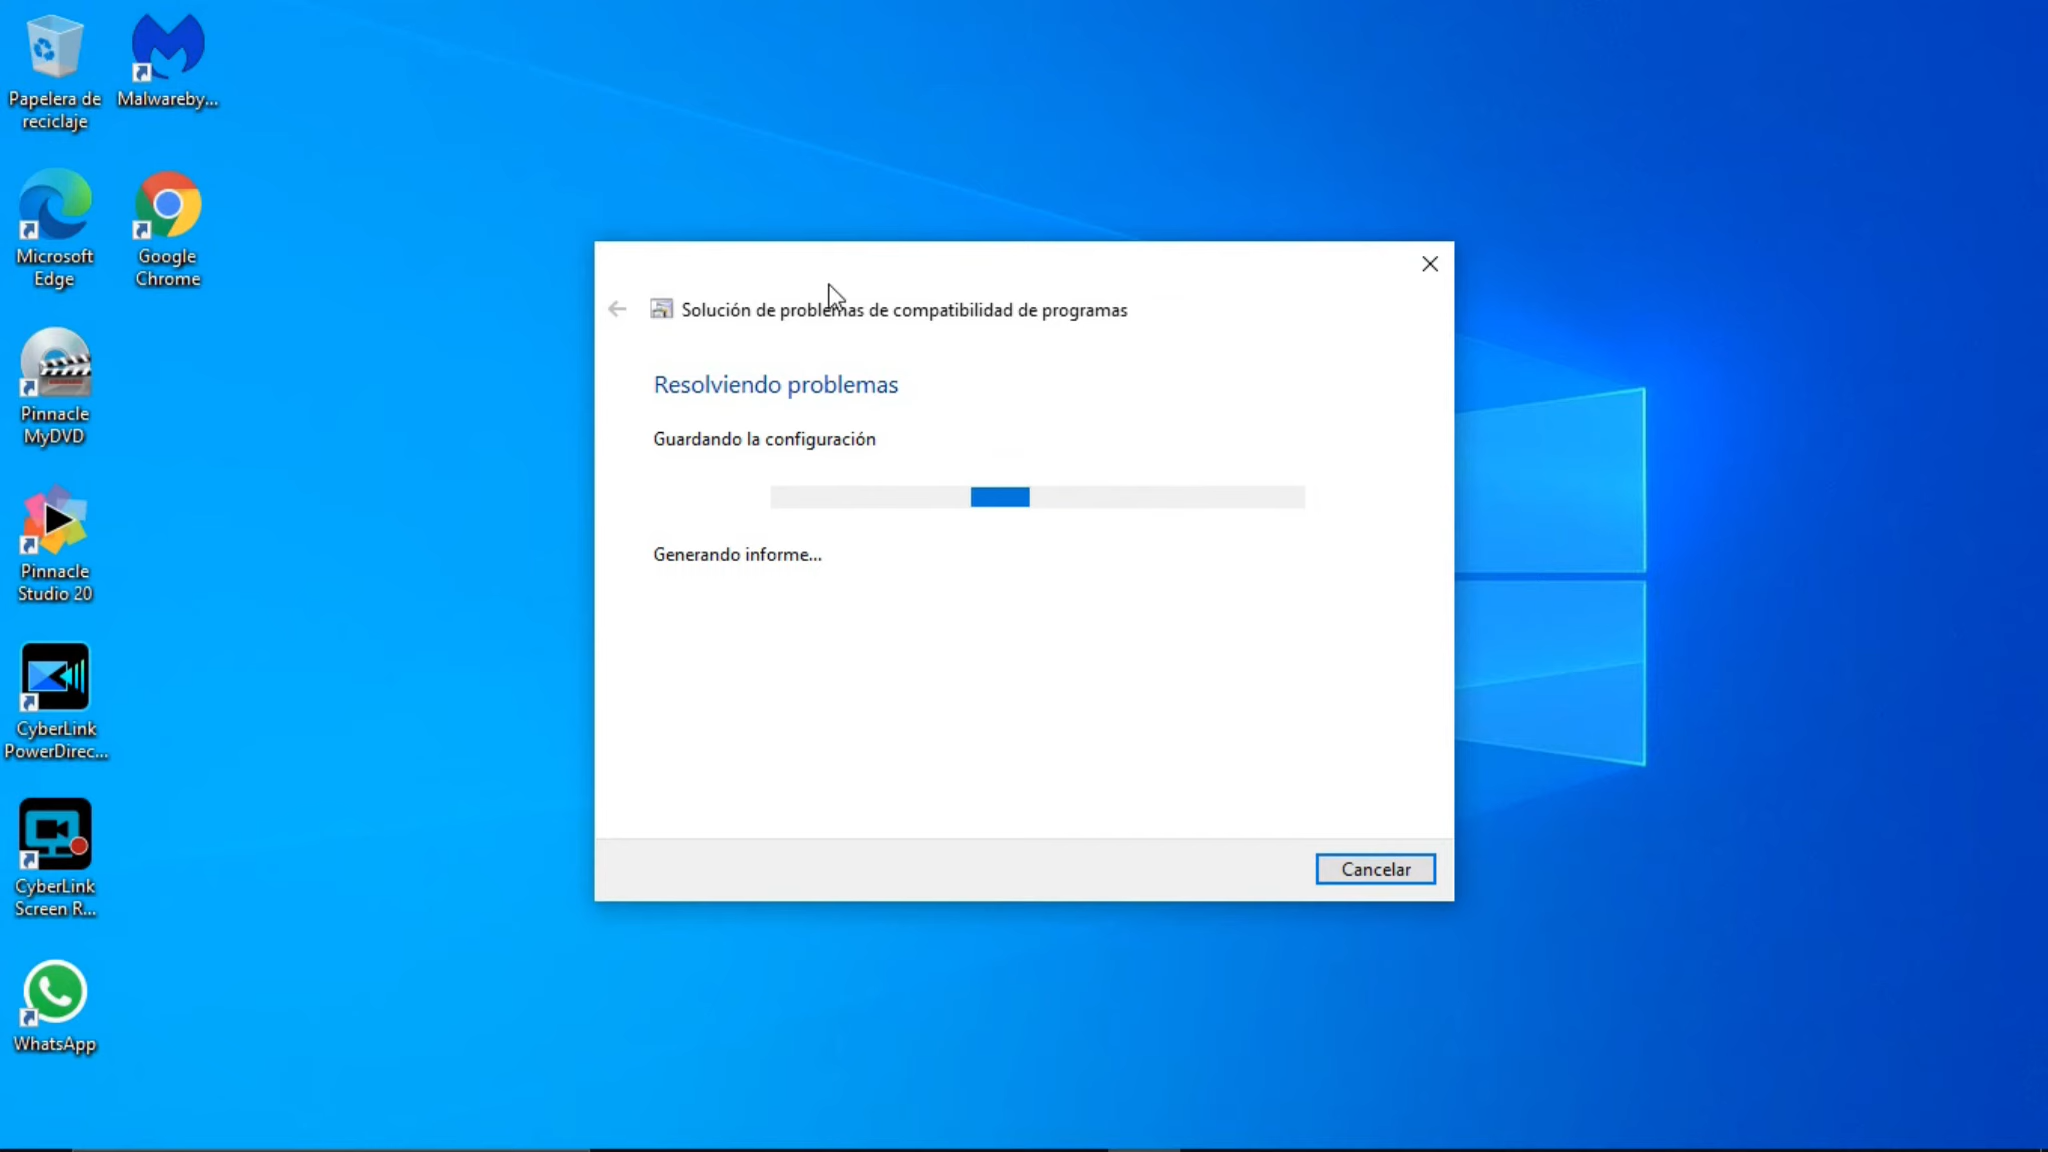 Papelera de
reciclaje
Malwareby...
Microsoft
Edge
Google
Chrome
Pinnacle
MyDVD
Pinnacle
Studio 20
CyberLink
PowerDirec...
CyberLink
Screen R...
WhatsApp
Solución de problemas de compatibilidad de programas
Resolviendo problemas
Guardando la configuración
Generando informe...
Cancelar